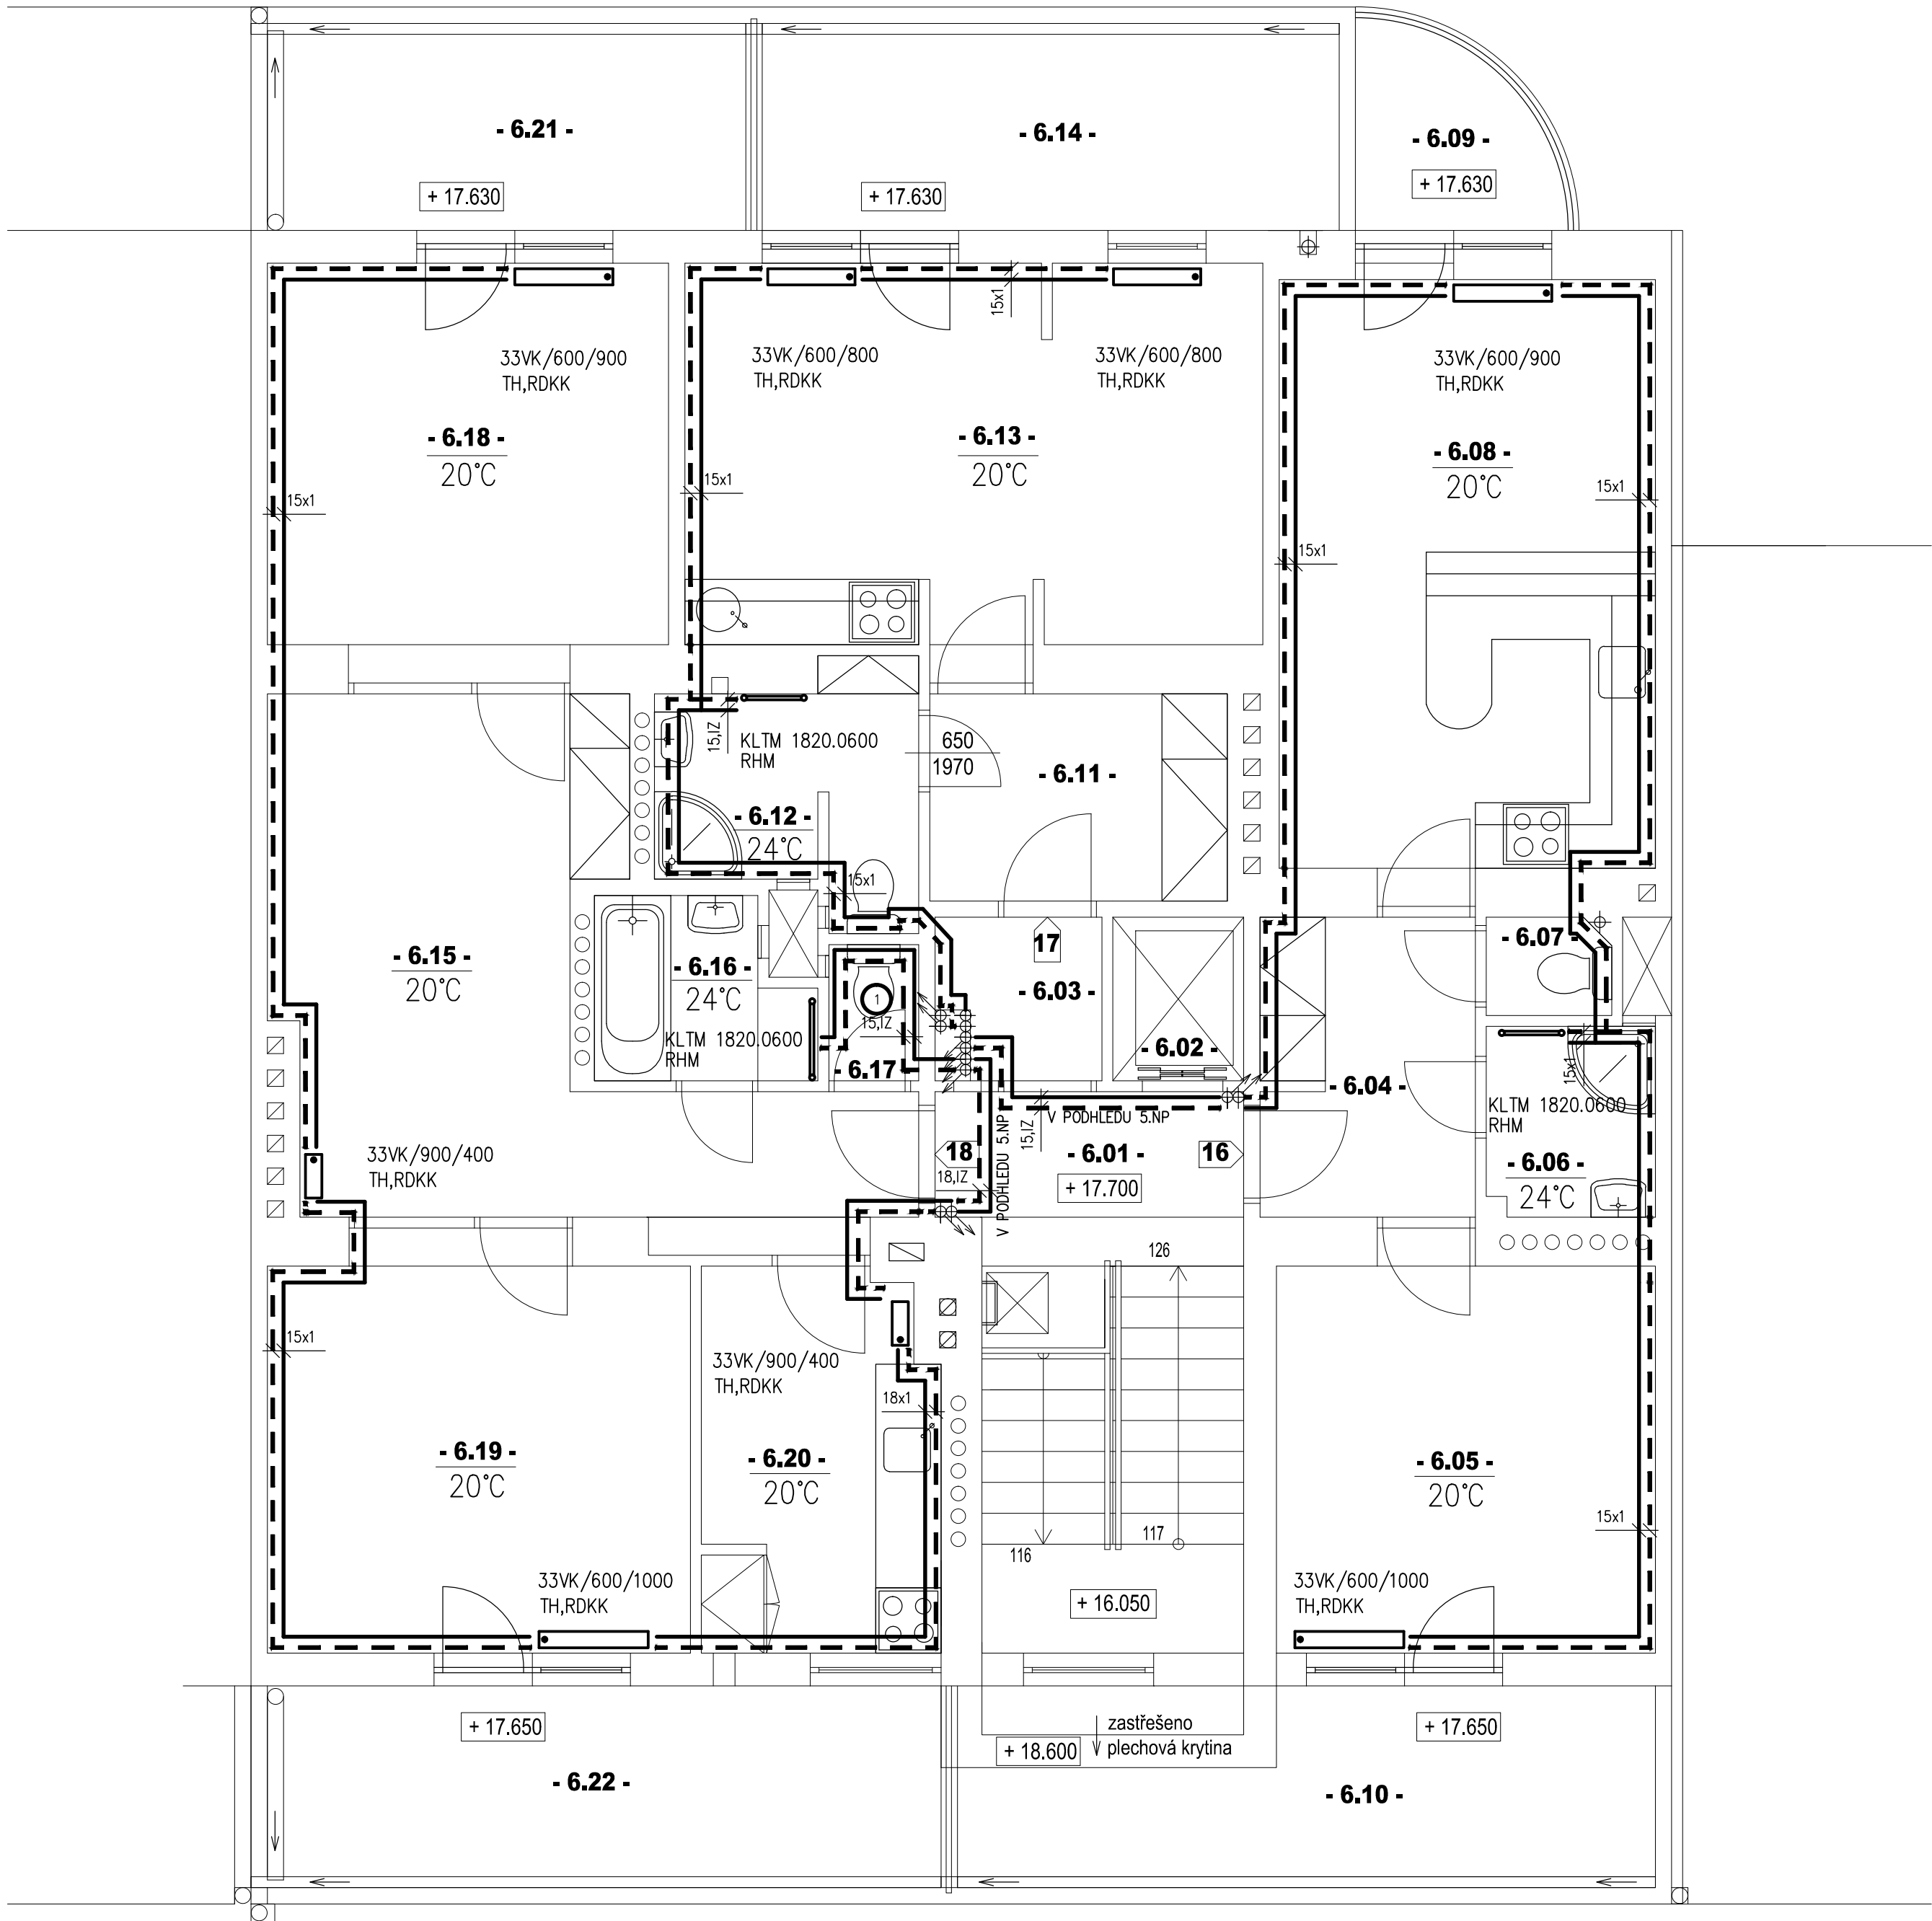 - 6.21 -
- 6.14 -
- 6.09 -
+ 17.630
+ 17.630
+ 17.630
15x1
33VK/600/900
TH,RDKK
33VK/600/800
TH,RDKK
33VK/600/800
TH,RDKK
33VK/600/900
TH,RDKK
- 6.18 -
20°C
- 6.13 -
20°C
- 6.08 -
20°C
15x1
15x1
15x1
15x1
15,IZ
KLTM 1820.0600
RHM
650
1970
- 6.11 -
- 6.12 -
24°C
15x1
- 6.15 -
20°C
- 6.16 -
24°C
17
- 6.03 -
- 6.07 -
1
15,IZ
KLTM 1820.0600
RHM
- 6.17 -
- 6.02 -
- 6.04 -
15x1
KLTM 1820.0600
RHM
V PODHLEDU 5.NP
15,IZ
33VK/900/400
TH,RDKK
18
- 6.01 -
16
- 6.06 -
24°C
18,IZ
V PODHLEDU 5.NP
+ 17.700
126
15x1
33VK/900/400
TH,RDKK
18x1
- 6.19 -
20°C
- 6.20 -
20°C
- 6.05 -
20°C
15x1
117
116
33VK/600/1000
TH,RDKK
+ 16.050
33VK/600/1000
TH,RDKK
+ 17.650
zastřešeno
plechová krytina
+ 18.600
+ 17.650
- 6.22 -
- 6.10 -